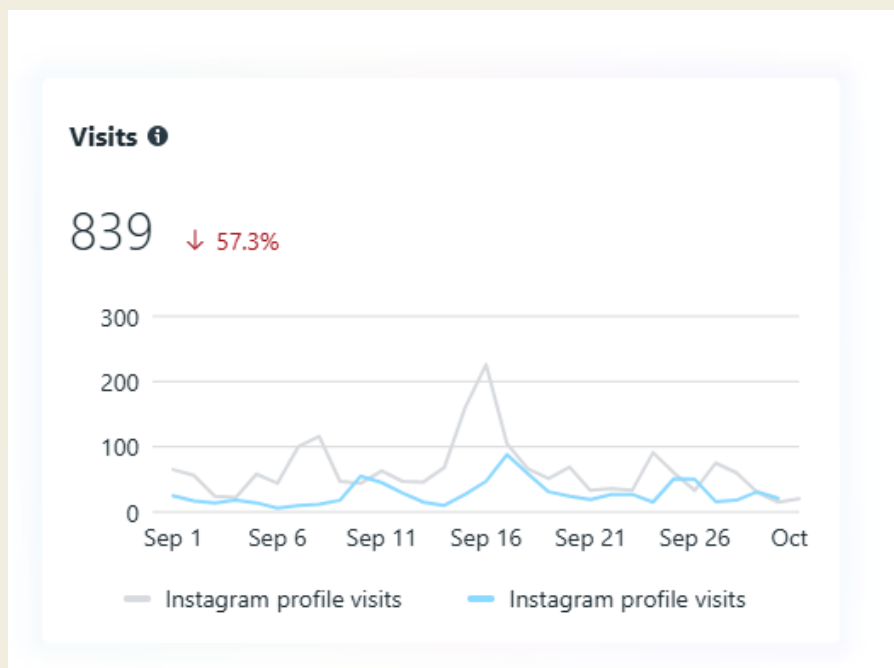 Visits
839 ↓ 57.3%
300
200
100
0
Sep 1 Sep 6 Sep 11 Sep 16 Sep 21 Sep 26 Oct
Instagram profile visits Instagram profile visits